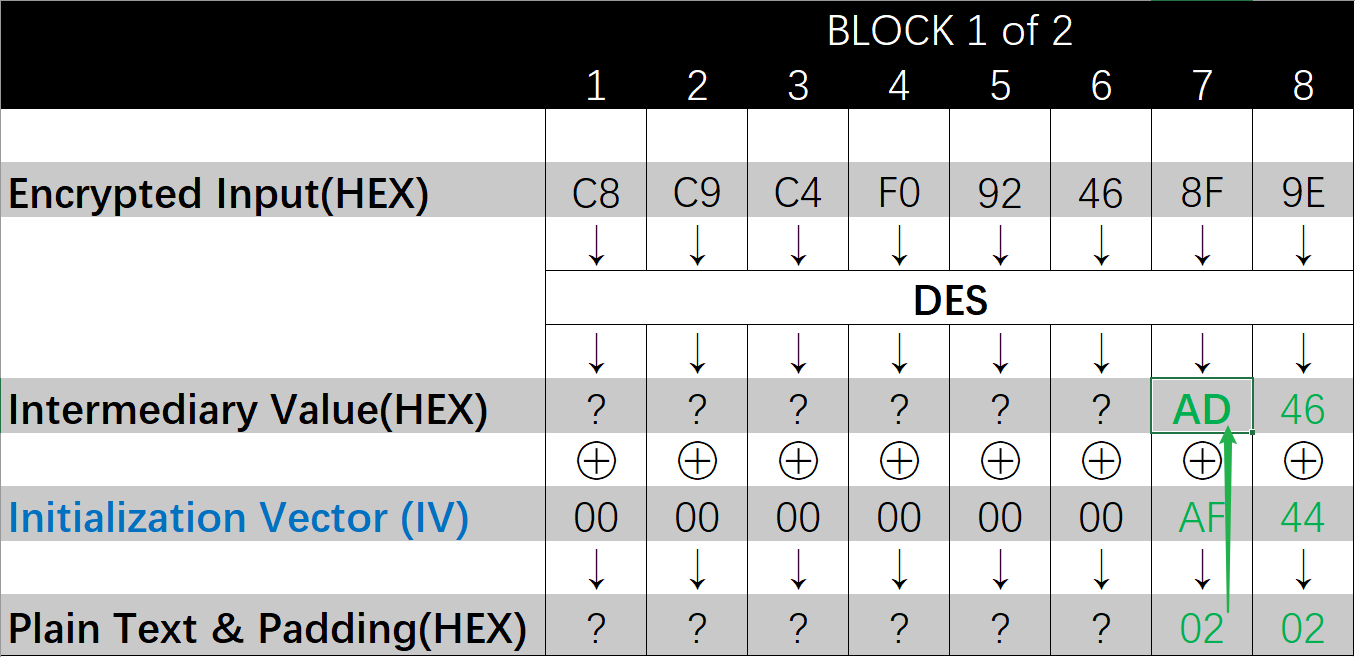 BLOCK 1 of 2
1 2 3 4 5 6 7 8
Encrypted Input(HEX) C8 C9 C4 F0 92 46 8F 9E
↓ ↓ ↓ ↓ ↓ ↓ ↓ ↓
DES
↓ ↓ ↓ ↓ ↓ ↓ ↓ ↓
Intermediary Value(HEX) ? ? ? ? ? ? AD 46
⊕ ⊕ ⊕ ⊕ ⊕ ⊕ ⊕ ⊕
Initialization Vector (IV) 00 00 00 00 00 00 AF 44
↓ ↓ ↓ ↓ ↓ ↓ ↓ ↓
Plain Text & Padding(HEX) ? ? ? ? ? ? 02 02